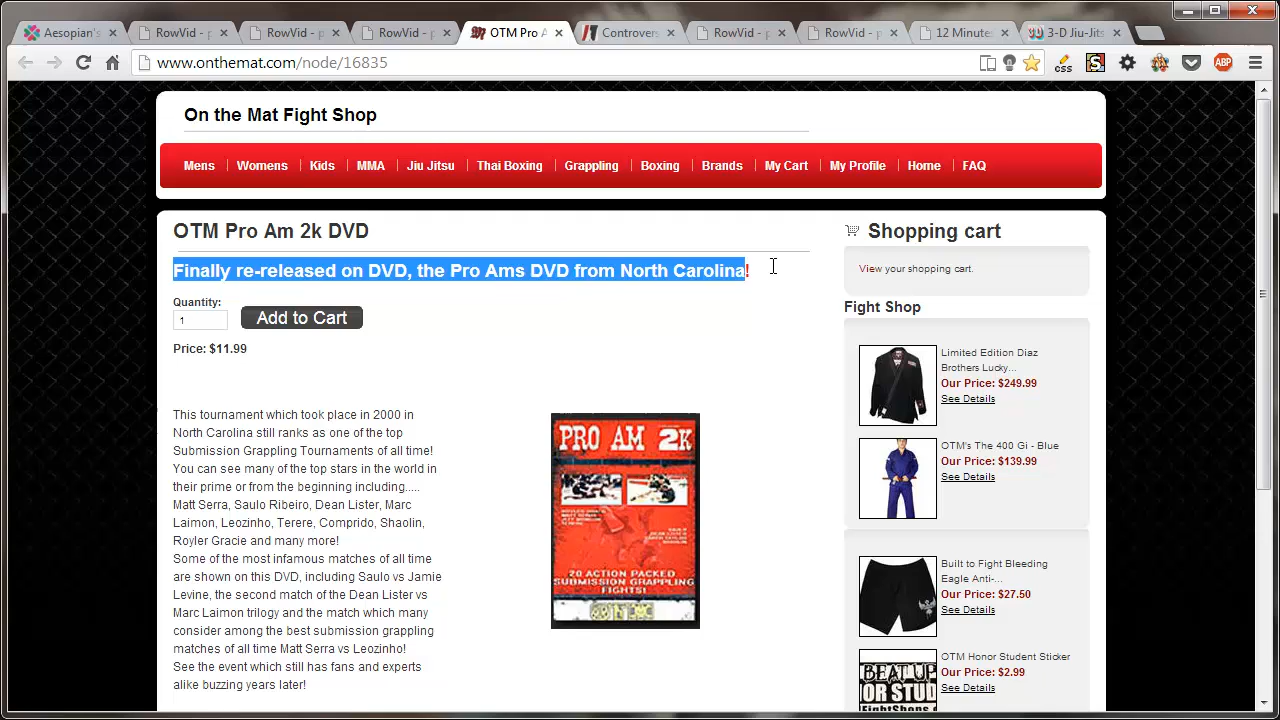 Aesopian's
RowVid - p
RowVid - p
RowVid - p
OTM Pro A
Controvers
RowVid - p
RowVid - p
12 Minutes
3-D Jiu-Jits
www.onthemat.com/node/16835
css
S
ABP
On the Mat Fight Shop
Mens
Womens
Kids
MMA
Jiu Jitsu
Thai Boxing
Grappling
Boxing
Brands
My Cart
My Profile
Home
FAQ
OTM Pro Am 2k DVD
Finally re-released on DVD, the Pro Ams DVD from North Carolina!
Quantity:
1
Add to Cart
Price: $11.99
This tournament which took place in 2000 in
North Carolina still ranks as one of the top
Submission Grappling Tournaments of all time!
You can see many of the top stars in the world in
their prime or from the beginning including.....
Matt Serra, Saulo Ribeiro, Dean Lister, Marc
Laimon, Leozinho, Terere, Comprido, Shaolin,
Royler Gracie and many more!
Some of the most infamous matches of all time
are shown on this DVD, including Shark vs Jamie
Levine, the second match of the Dean Lister vs
Marc Laimon trilogy and the match which many
consider among the best submission grappling
matches of all time Matt Serra vs Leozinho!
See the event which still has fans and experts
alike buzzing years later!
PRO AM 2K
20 ACTION PACKED
SUBMISSION GRAPPLING
FIGHTS!
Shopping cart
View your shopping cart.
Fight Shop
Limited Edition Diaz
Brothers Lucky...
Our Price: $249.99
See Details
OTM's The 400 Gi - Blue
Our Price: $139.99
See Details
Built to Fight Bleeding
Eagle Anti-...
Our Price: $27.50
See Details
OTM Honor Student Sticker
Our Price: $2.99
See Details
BEAT UP